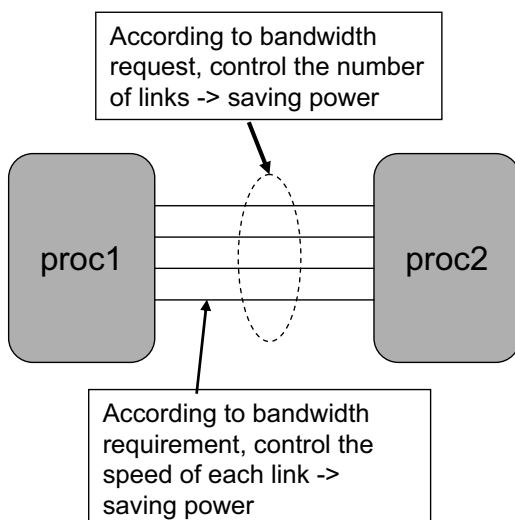 According to bandwidth
request, control the number
of links -> saving power
proc1
proc2
According to bandwidth
requirement, control the
speed of each link ->
saving power